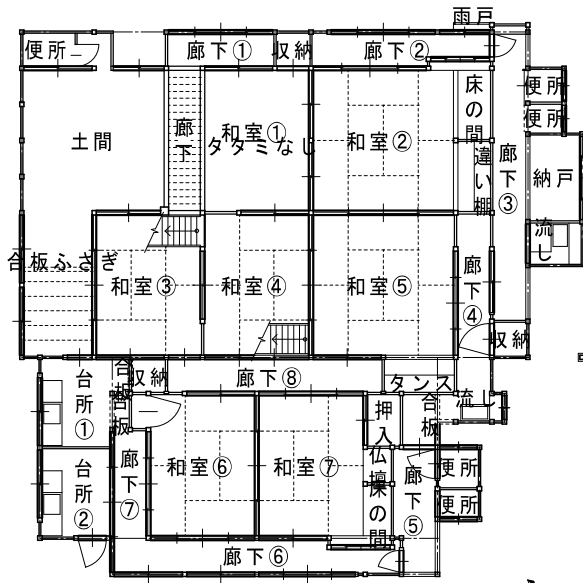 雨戸
便所
廊下①
収納
廊下②
床の間
便所
便所
土間
廊下
和室①
タタミなし
和室②
違い棚
廊下③
納戸
流し
合板ふさぎ
和室③
和室④
和室⑤
廊下④
収納
台所①
合板
合板
収納
廊下⑧
タンス
流し
押入
合板
台所②
廊下⑦
和室⑥
和室⑦
仏壇
床の間
廊下⑤
便所
便所
廊下⑥